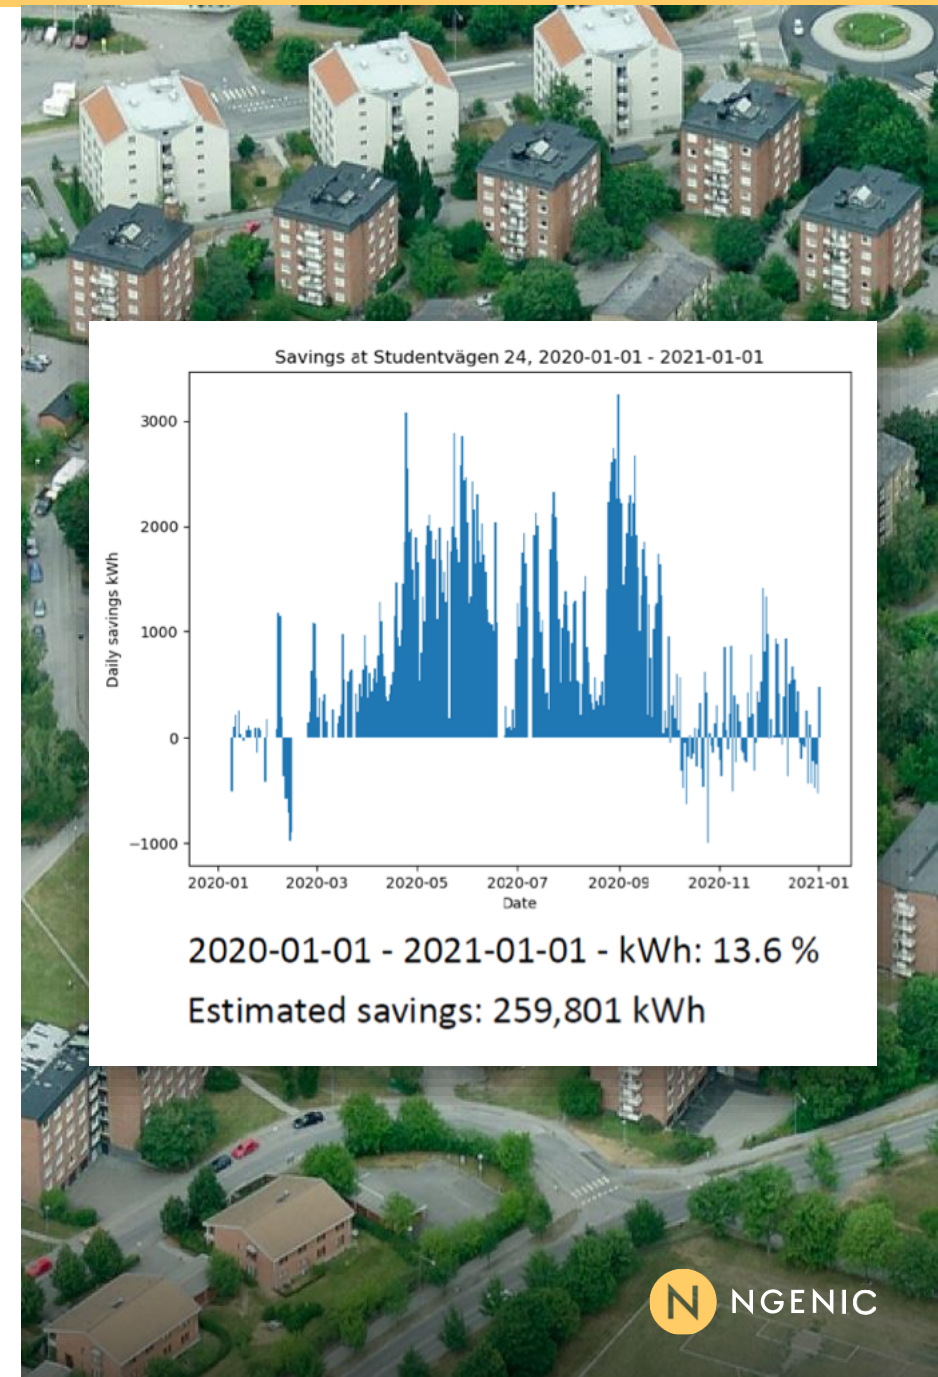 Savings at Studentvägen 24, 2020-01-01 - 2021-01-01
3000
2000
1000
0
−1000
Daily savings kWh
2020-01 2020-03 2020-05 2020-07 2020-09 2020-11 2021-01
Date
2020-01-01 - 2021-01-01 - kWh: 13.6 %
Estimated savings: 259,801 kWh
N NGENIC